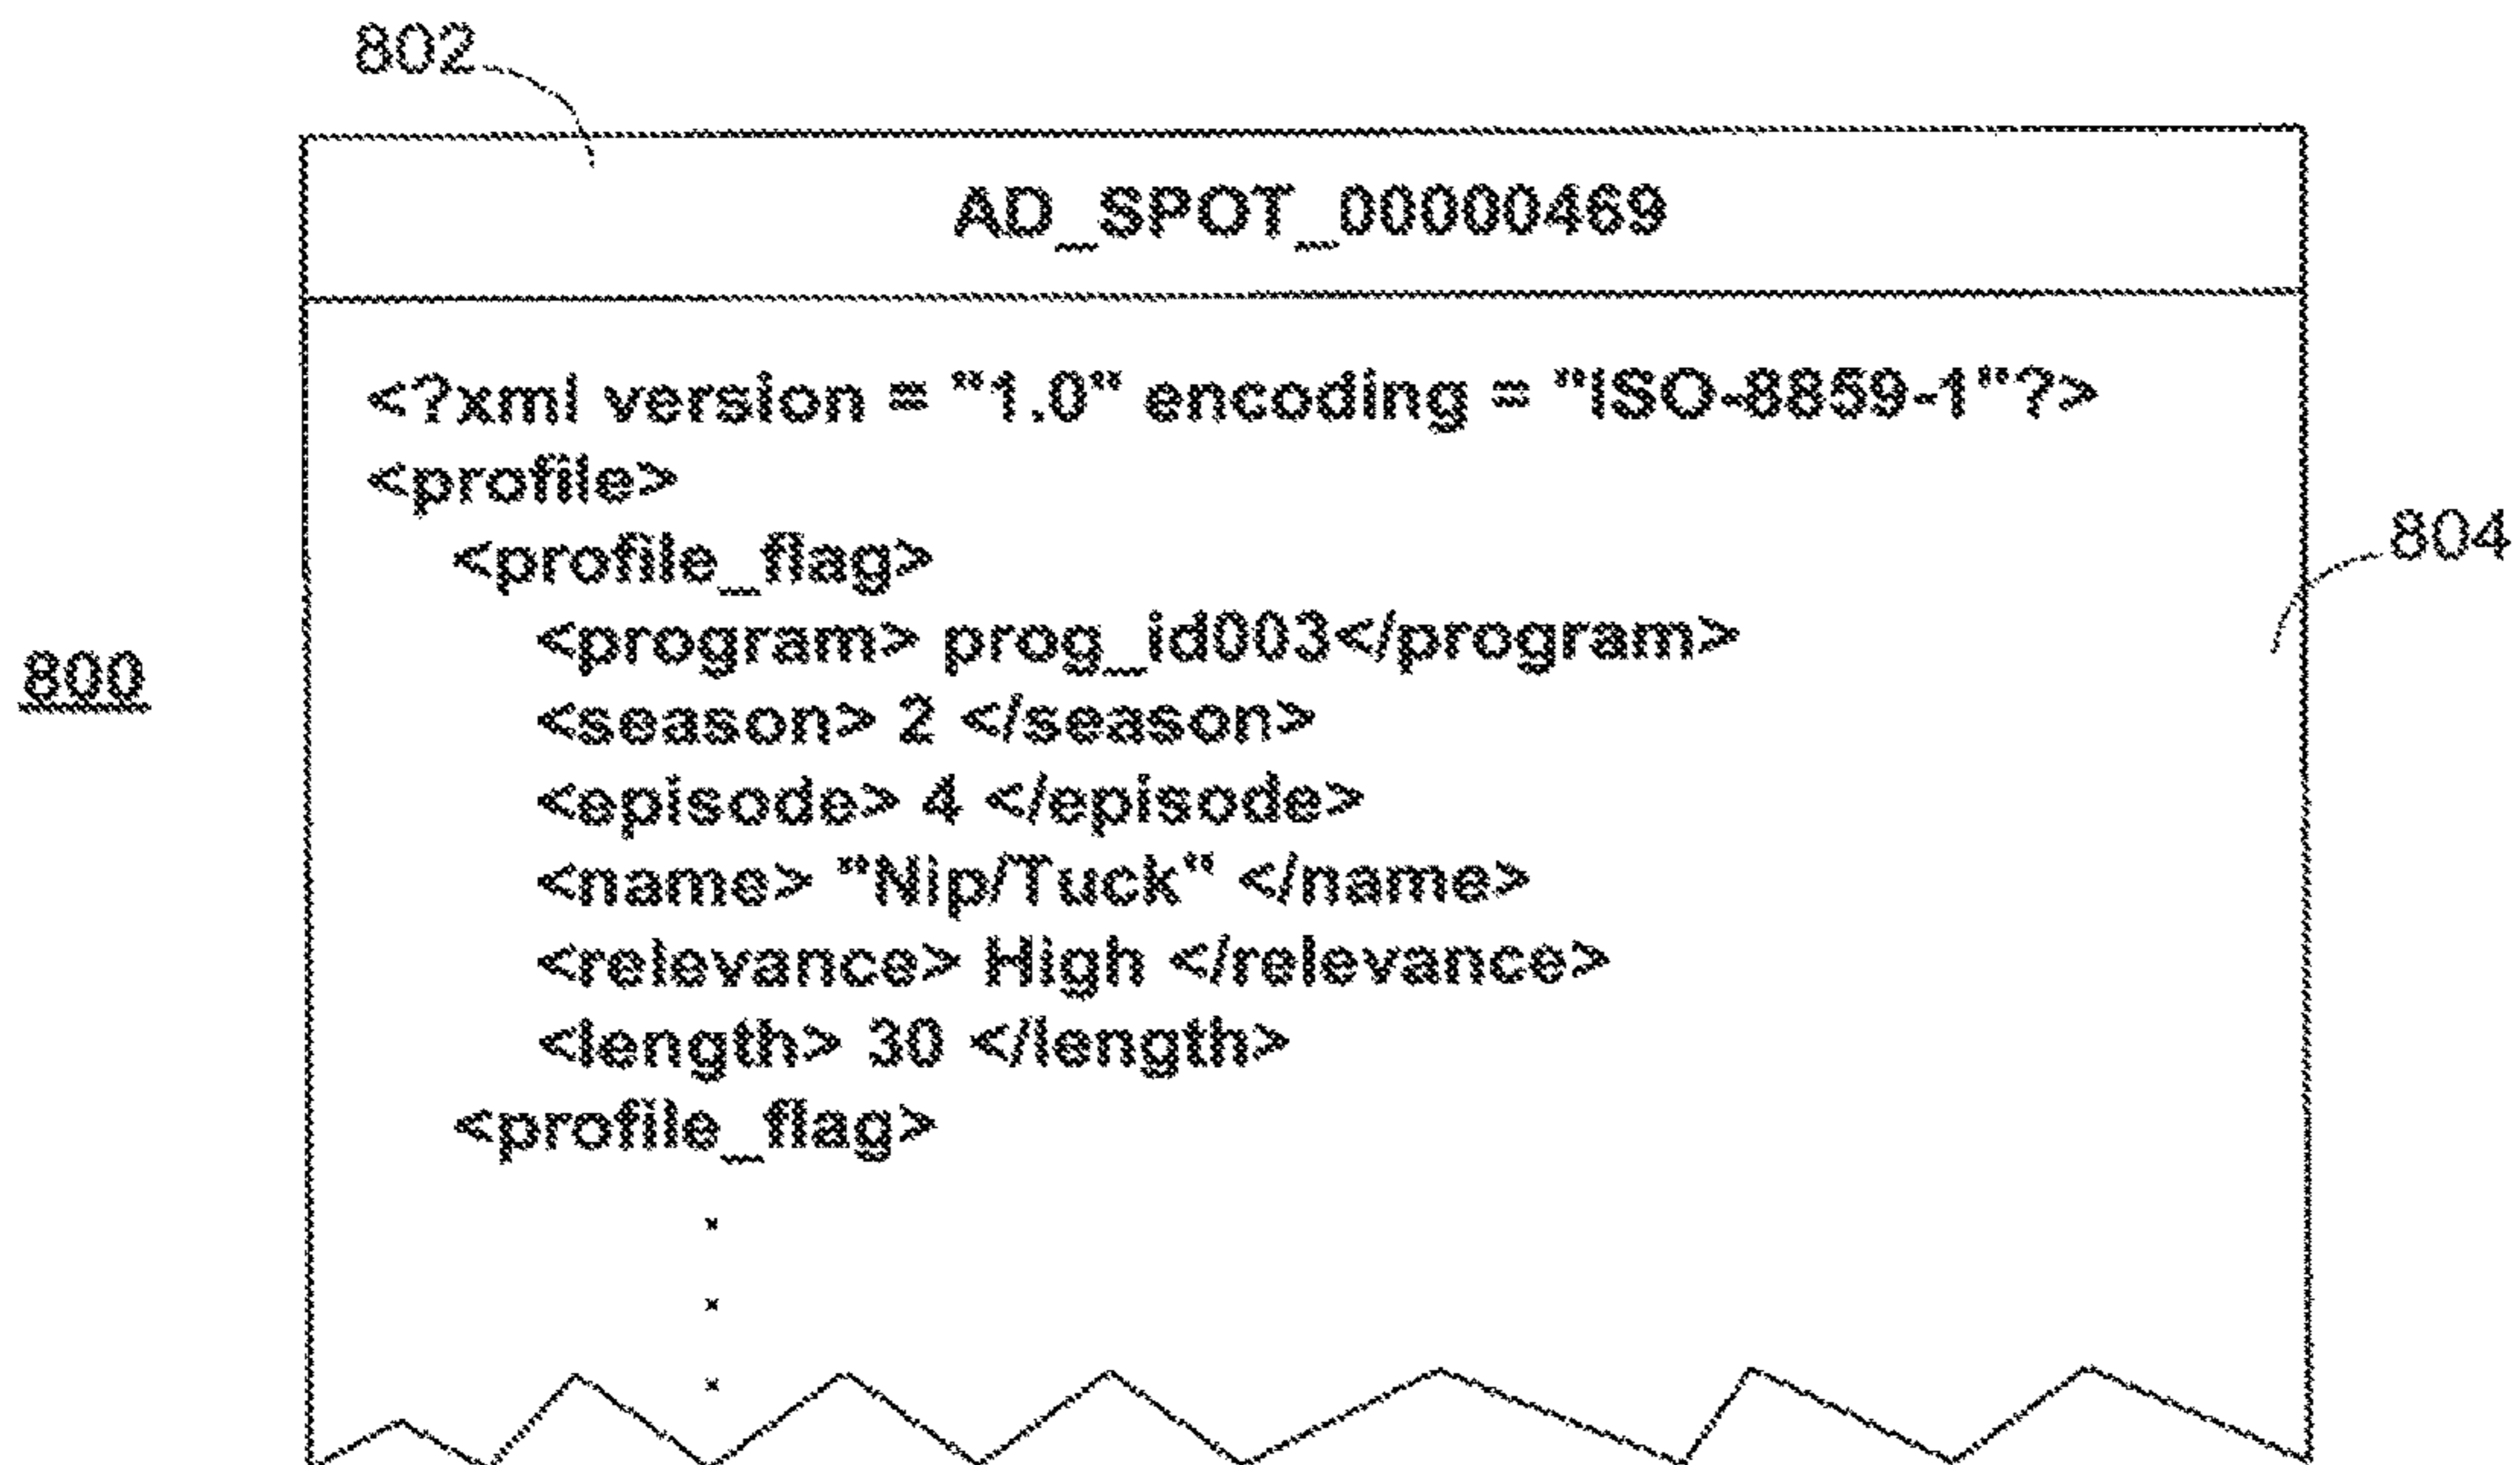 802
AD_SPOT_00000469
<?xml version = "1.0" encoding = "ISO-8859-1"?>
<profile>
<profile_flag>
804
<program> prog_id003</program>
800
<season> 2 </season>
<episode> 4 </episode>
<name> "Nip/Tuck" </name>
<relevance> High </relevance>
<length> 30 </length>
<profile_flag>